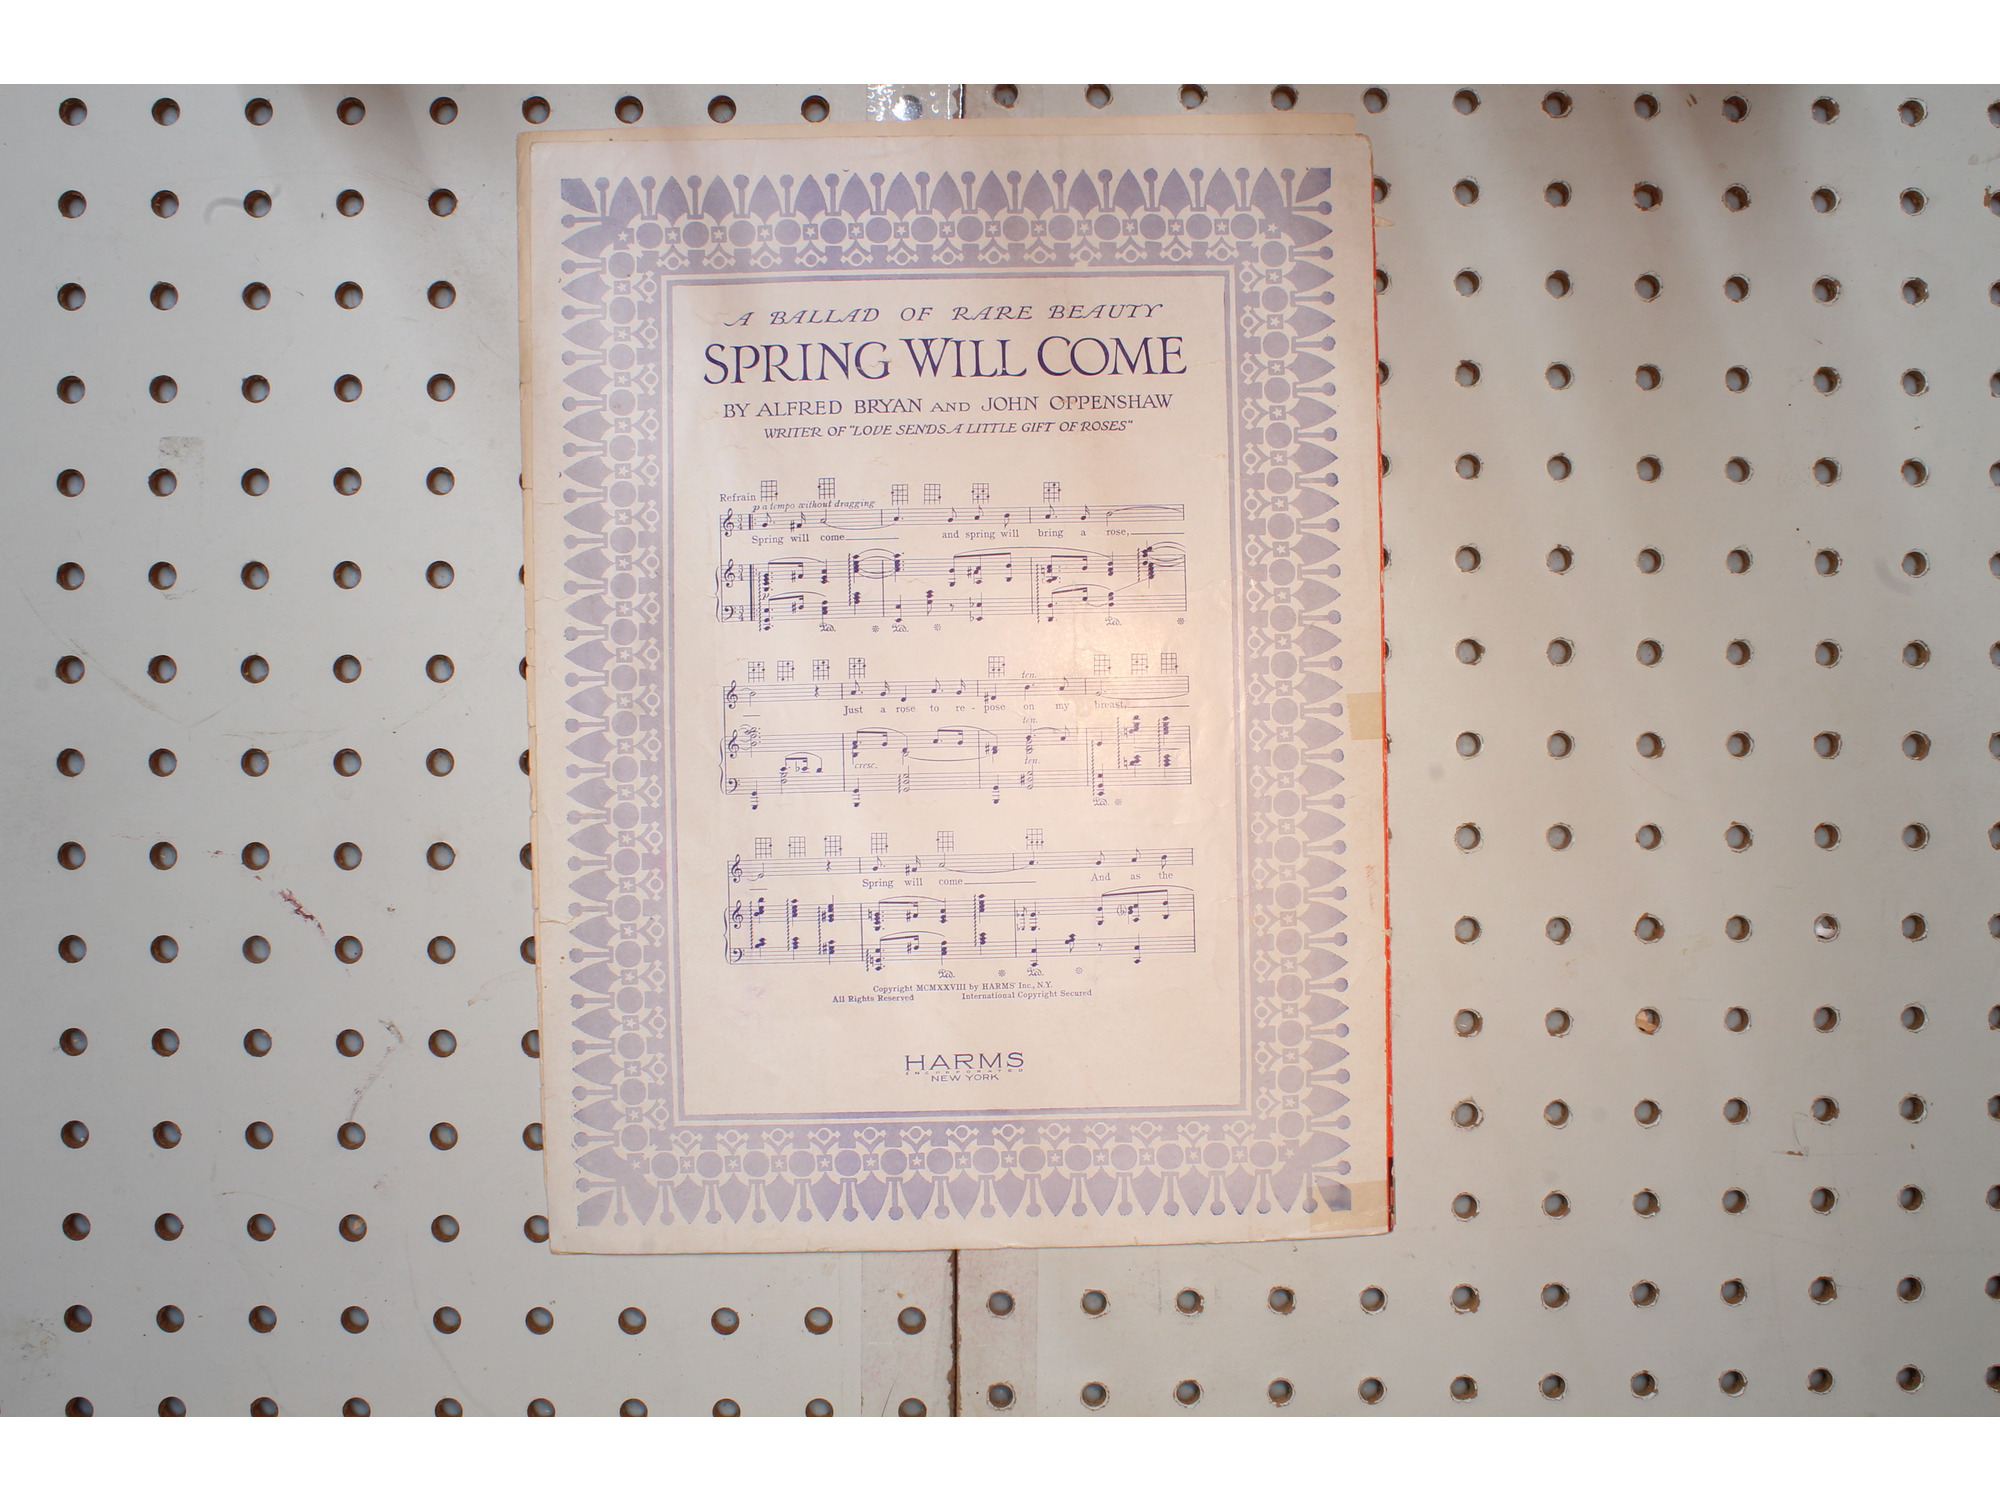 A BALLAD OF RARE BEAUTY
SPRING WILL COME
BY ALFRED BRYAN AND JOHN OPPENSHAW
WRITER OF "LOVE SENDS A LITTLE GIFT OF ROSES"
Refrain
p a tempo without dragging
Spring will come and spring will bring a rose,
ten.
Just a rose to re - pose on my breast,
ten.
cresc.
ten.
Spring will come And as the
Copyright MCMXXVIII by HARMS Inc., N.Y.
All Rights Reserved International Copyright Secured
HARMS
INCORPORATED
NEW YORK